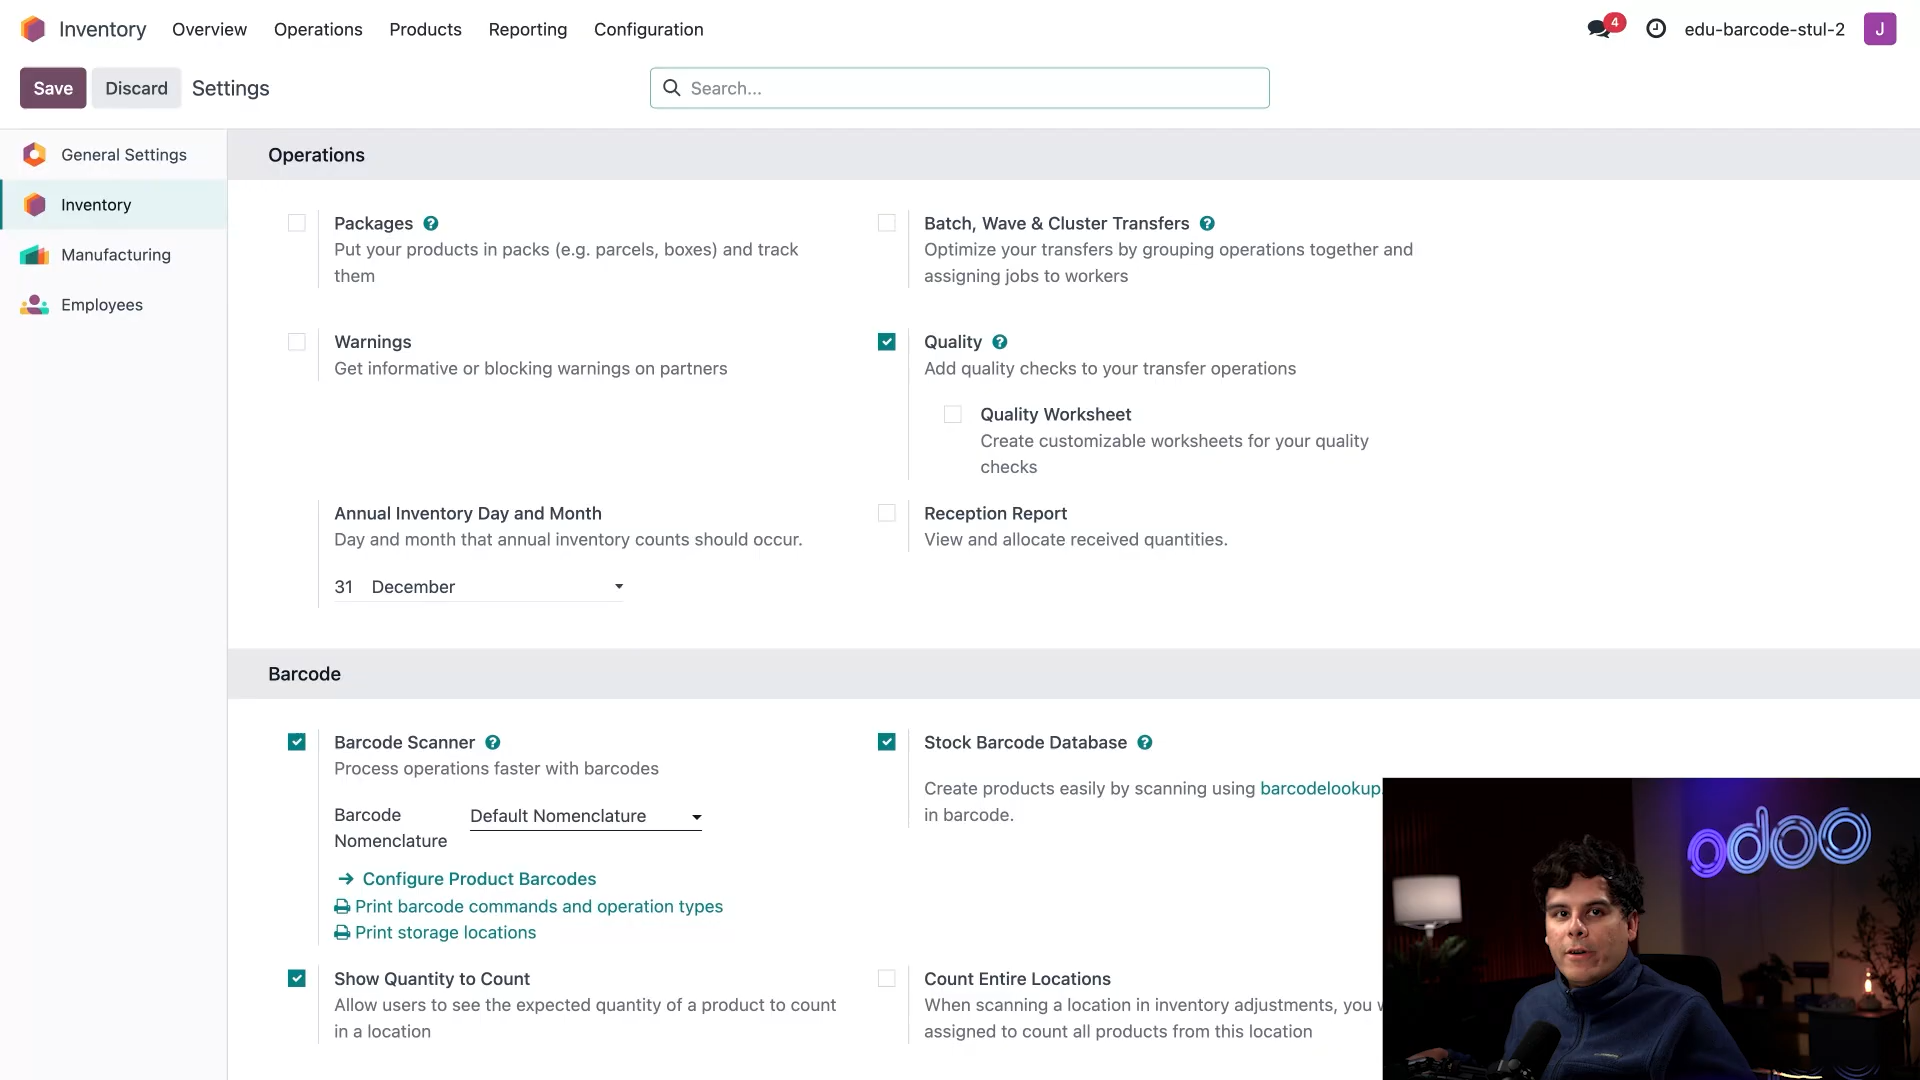 Inventory Overview Operations Products Reporting Configuration 4 edu-barcode-stul-2 J
Save Discard Settings Search...
General Settings
Inventory
Manufacturing
Employees
Operations
Packages ?
Put your products in packs (e.g. parcels, boxes) and track
them
Batch, Wave & Cluster Transfers ?
Optimize your transfers by grouping operations together and
assigning jobs to workers
Warnings
Get informative or blocking warnings on partners
Quality ?
Add quality checks to your transfer operations
Quality Worksheet
Create customizable worksheets for your quality
checks
Annual Inventory Day and Month
Day and month that annual inventory counts should occur.
31 December
Reception Report
View and allocate received quantities.
Barcode
Barcode Scanner ?
Process operations faster with barcodes
Barcode
Nomenclature
Default Nomenclature
Configure Product Barcodes
Print barcode commands and operation types
Print storage locations
Stock Barcode Database ?
Create products easily by scanning using barcodelookup.
in barcode.
Show Quantity to Count
Allow users to see the expected quantity of a product to count
in a location
Count Entire Locations
When scanning a location in inventory adjustments, you
assigned to count all products from this location
odoo